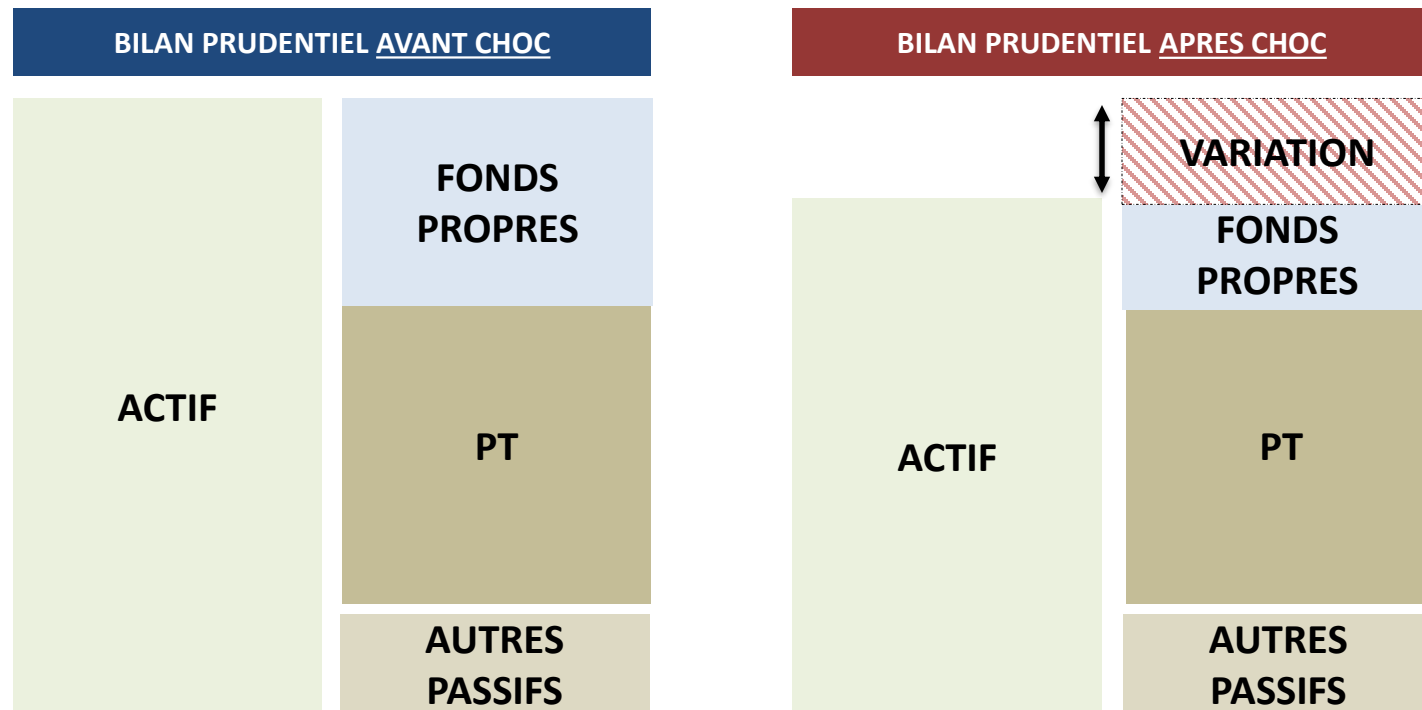 BILAN PRUDENTIEL AVANT CHOC
ACTIF
FONDS
PROPRES
PT
AUTRES
PASSIFS
BILAN PRUDENTIEL APRES CHOC
ACTIF
VARIATION
FONDS
PROPRES
PT
AUTRES
PASSIFS